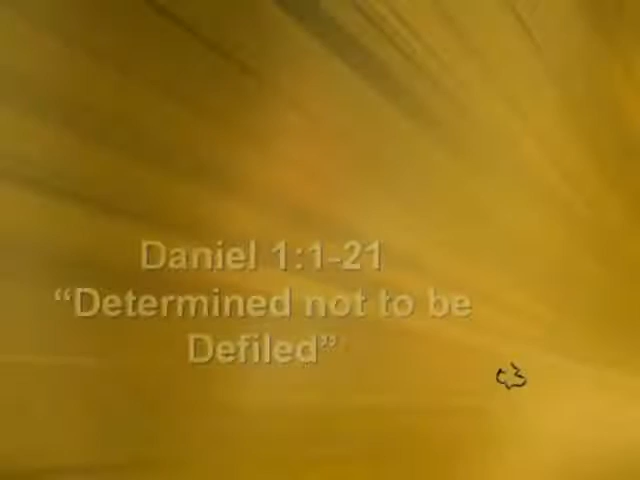 Daniel 1:1-21
“Determined not to be
Defiled”